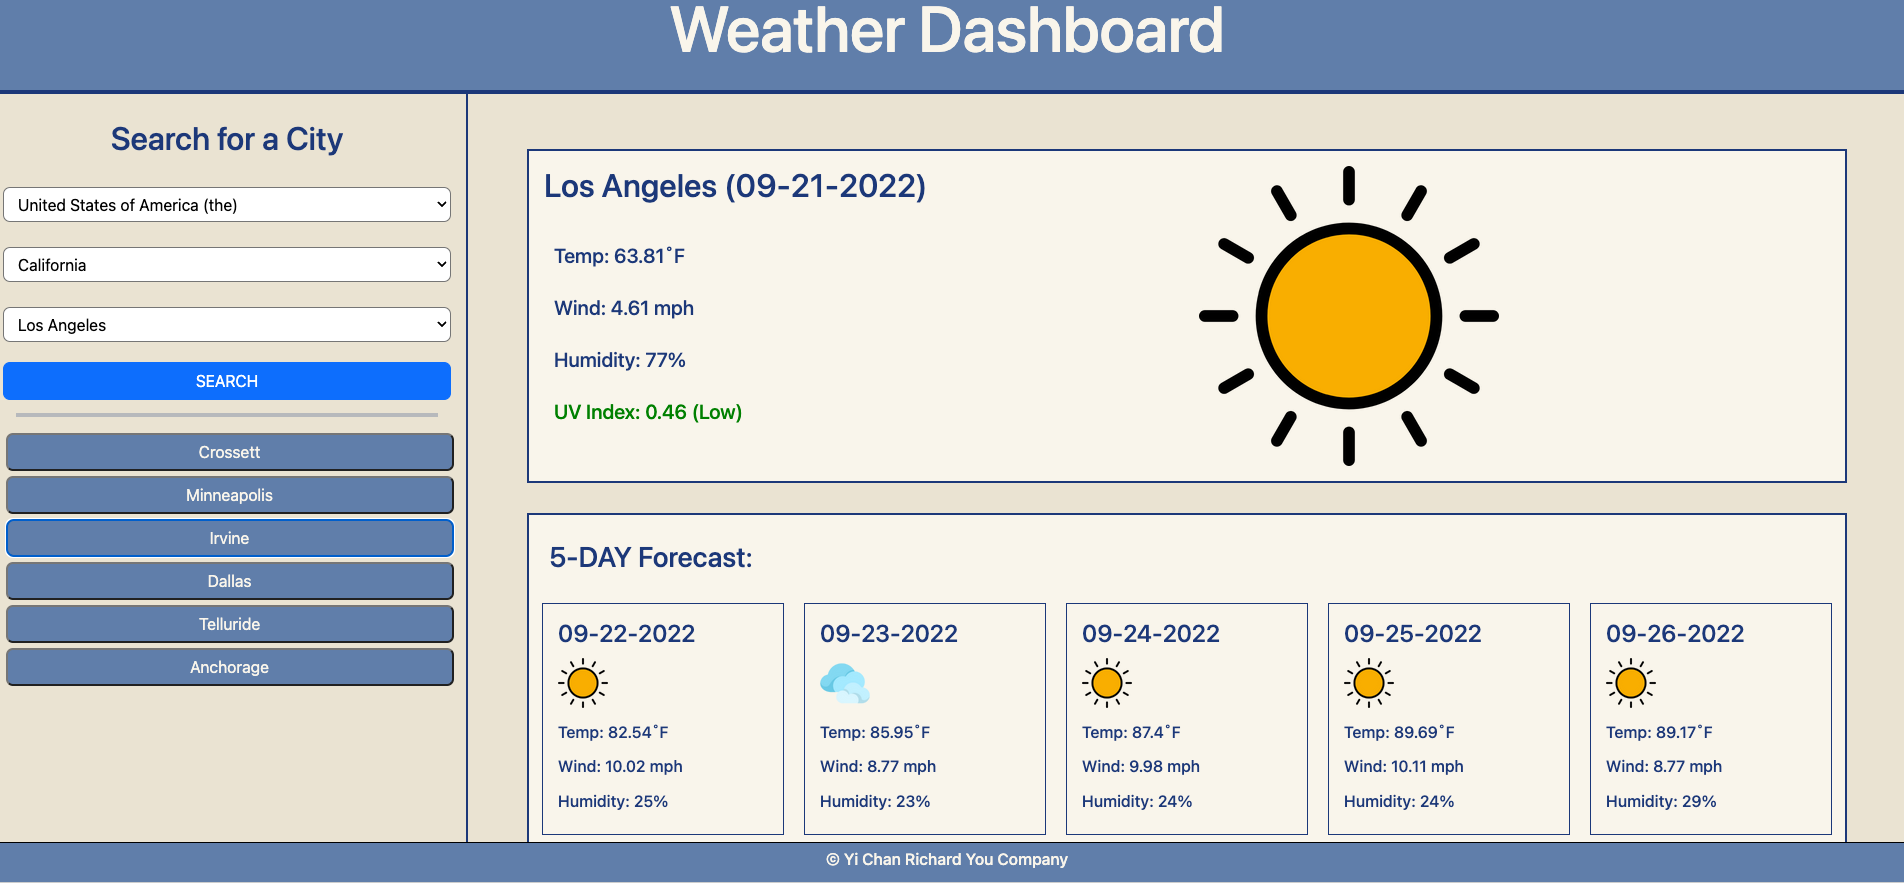 Weather Dashboard
Search for a City
United States of America (the)
California
Los Angeles
SEARCH
Crossett
Minneapolis
Irvine
Dallas
Telluride
Anchorage
Los Angeles (09-21-2022)
Temp: 63.81˚F
Wind: 4.61 mph
Humidity: 77%
UV Index: 0.46 (Low)
5-DAY Forecast:
09-22-2022
Temp: 82.54˚F
Wind: 10.02 mph
Humidity: 25%
09-23-2022
Temp: 85.95˚F
Wind: 8.77 mph
Humidity: 23%
09-24-2022
Temp: 87.4˚F
Wind: 9.98 mph
Humidity: 24%
09-25-2022
Temp: 89.69˚F
Wind: 10.11 mph
Humidity: 24%
09-26-2022
Temp: 89.17˚F
Wind: 8.77 mph
Humidity: 29%
© Yi Chan Richard You Company